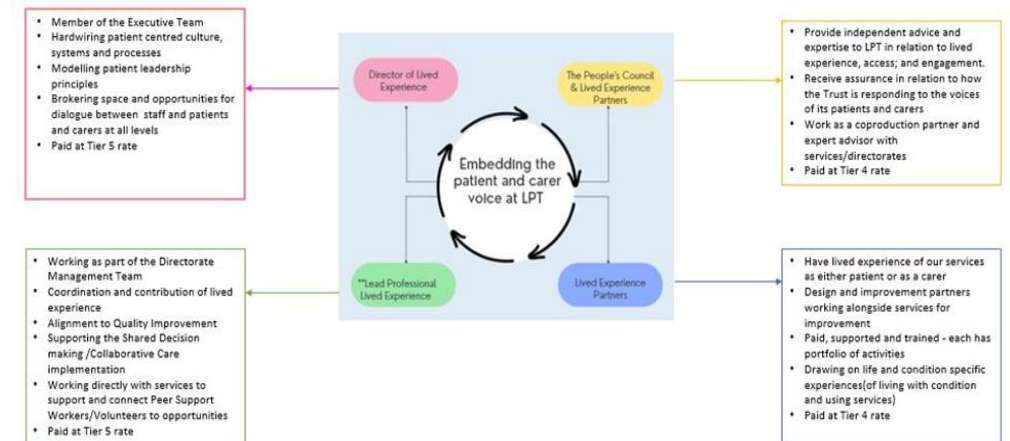 • Member of the Executive Team
• Hardwiring patient centred culture,
systems and processes
• Modelling patient leadership
principles
• Brokering space and opportunities for
dialogue between staff and patients
and carers at all levels
• Paid at Tier 5 rate
Director of Lived
Experience
The People's Council
& Lived Experience
Partners
• Provide independent advice and
expertise to LPT in relation to lived
experience, access; and engagement.
• Receive assurance in relation to how
the Trust is responding to the voices
of its patients and carers
• Work as a coproduction partner and
expert advisor with
services/directorates
• Paid at Tier 4 rate
Embedding the
patient and carer
voice at LPT
• Working as part of the Directorate
Management Team
• Coordination and contribution of lived
experience
• Alignment to Quality Improvement
• Supporting the Shared Decision
making /Collaborative Care
implementation
• Working directly with services to
support and connect Peer Support
Workers/Volunteers to opportunities
• Paid at Tier 5 rate
**Lead Professional
Lived Experience
Lived Experience
Partners
• Have lived experience of our services
as either patient or as a carer
• Design and improvement partners
working alongside services for
improvement
• Paid, supported and trained - each has
portfolio of activities
• Drawing on life and condition specific
experiences(of living with condition
and using services)
• Paid at Tier 4 rate